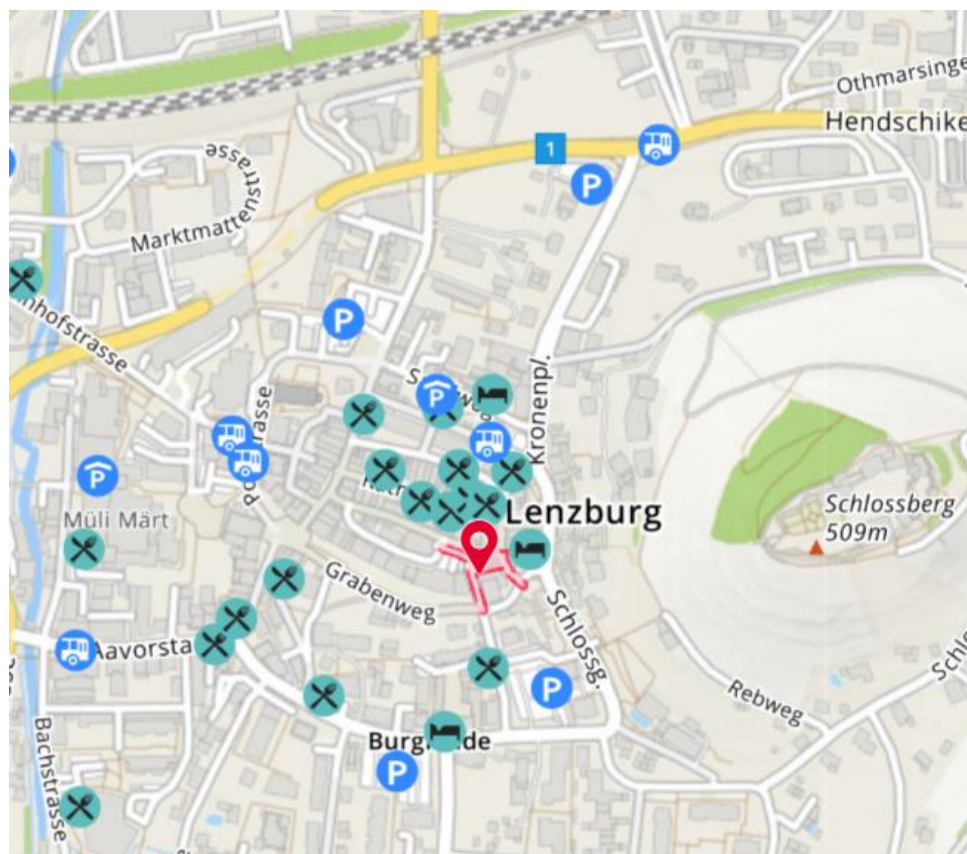 Othmarsinge
Hendschike
1
P
Marktmattenstrasse
nhofstrasse
P
P
Kronenpl.
P
Schlossberg
509m
Lenzburg
Müli Märt
Grabenweg
Schlossg.
Aavorsta
P
Rebweg
Bachstrasse
P